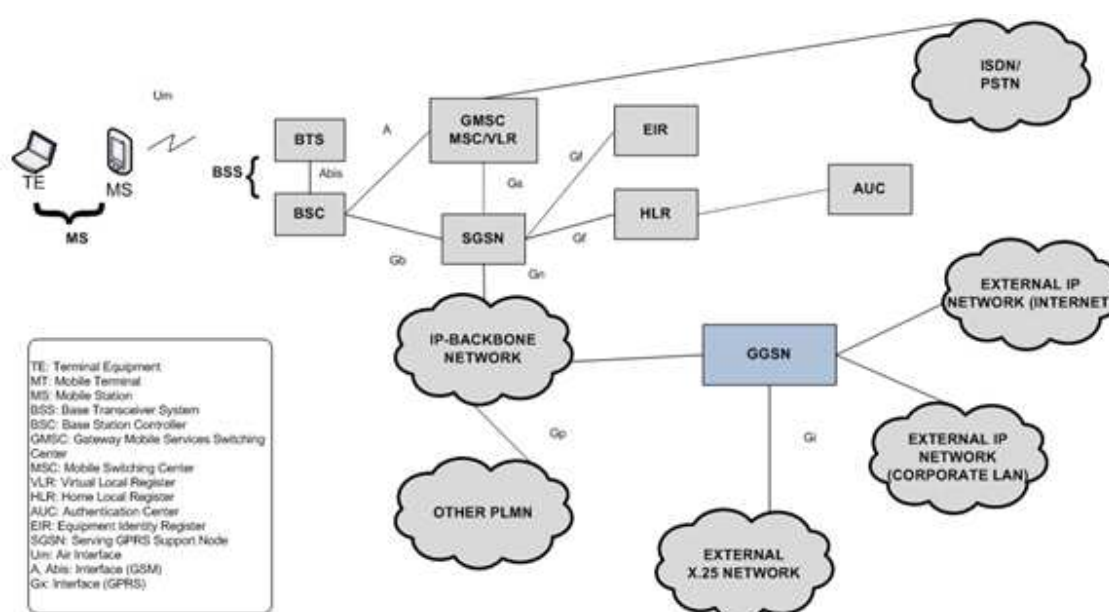 ISDN/
PSTN
Um
GMSC
MSC/VLR
EIR
BTS
A
Gf
BSS
Abis
Gs
TE
MS
BSC
HLR
AUC
SGSN
MS
Gb
Gf
Gn
EXTERNAL IP
NETWORK (INTERNET
IP-BACKBONE
NETWORK
GGSN
TE: Terminal Equipment
MT: Mobile Terminal
MS: Mobile Station
BSS: Base Transceiver System
BSC: Base Station Controller
GMSC: Gateway Mobile Services Switching
Center
MSC: Mobile Switching Center
VLR: Virtual Local Register
HLR: Home Local Register
AUC: Authentication Center
EIR: Equipment Identity Register
SGSN: Serving GPRS Support Node
Um: Air Interface
A, Abis: Interface (GSM)
Gx: Interface (GPRS)
Gp
Gi
EXTERNAL IP
NETWORK
(CORPORATE LAN)
OTHER PLMN
EXTERNAL
X.25 NETWORK